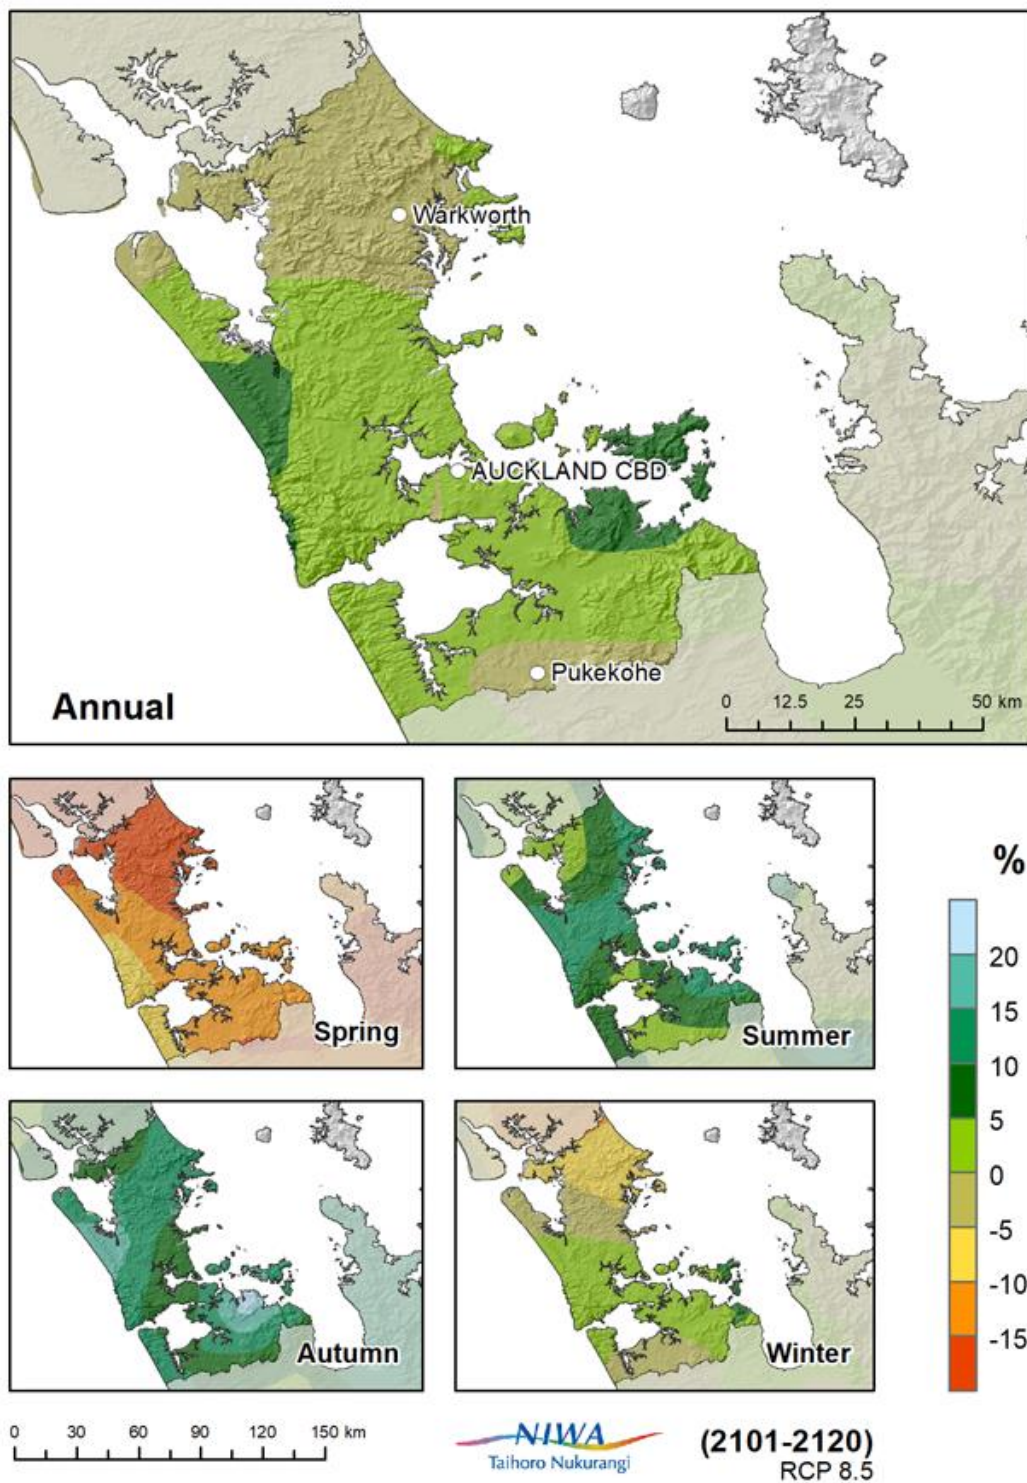 Warkworth
AUCKLAND CBD
Pukekohe
Annual
0 12.5 25 50 km
Spring
Summer
%
20
15
10
5
0
-5
-10
-15
Autumn
Winter
0 30 60 90 120 150 km
NIWA
Taihoro Nukurangi
(2101-2120)
RCP 8.5